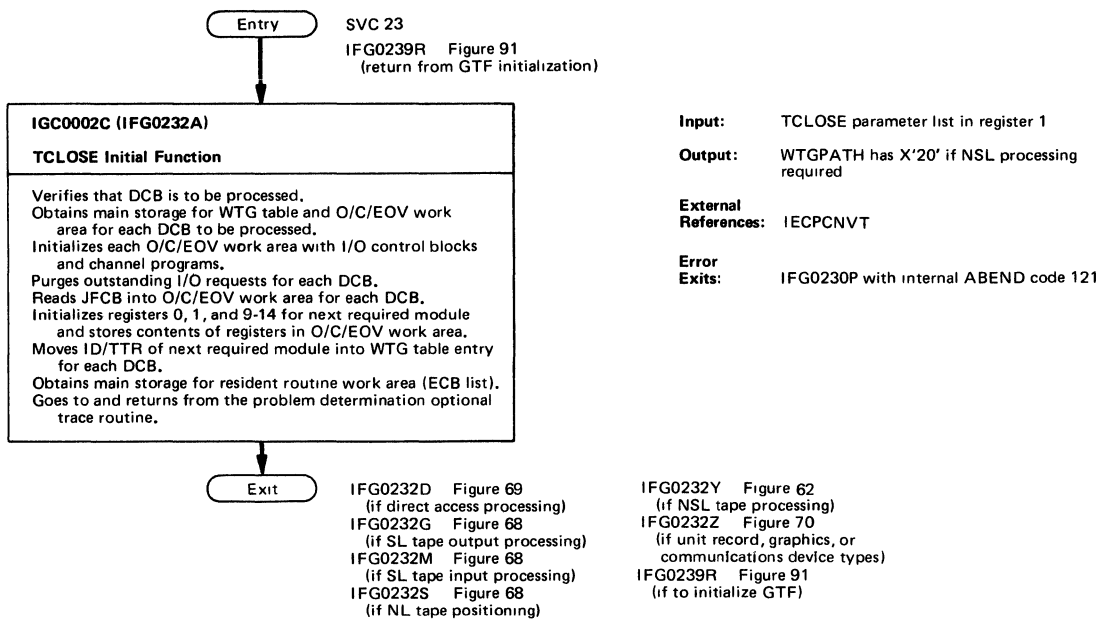 Entry
SVC 23
IFG0239R Figure 91
(return from GTF initialization)
IGC0002C (IFG0232A)
TCLOSE Initial Function
Verifies that DCB is to be processed.
Obtains main storage for WTG table and O/C/EOV work
area for each DCB to be processed.
Initializes each O/C/EOV work area with I/O control blocks
and channel programs.
Purges outstanding I/O requests for each DCB.
Reads JFCB into O/C/EOV work area for each DCB.
Initializes registers 0, 1, and 9-14 for next required module
and stores contents of registers in O/C/EOV work area.
Moves ID/TTR of next required module into WTG table entry
for each DCB.
Obtains main storage for resident routine work area (ECB list).
Goes to and returns from the problem determination optional
trace routine.
Input: TCLOSE parameter list in register 1
Output: WTGPATH has X'20' if NSL processing
required
External
References: IECPCNVT
Error
Exits: IFG0230P with internal ABEND code 121
Exit
IFG0232D Figure 69
(if direct access processing)
IFG0232G Figure 68
(if SL tape output processing)
IFG0232M Figure 68
(if SL tape input processing)
IFG0232S Figure 68
(if NL tape positioning)
IFG0232Y Figure 62
(if NSL tape processing)
IFG0232Z Figure 70
(if unit record, graphics, or
communications device types)
IFG0239R Figure 91
(if to initialize GTF)